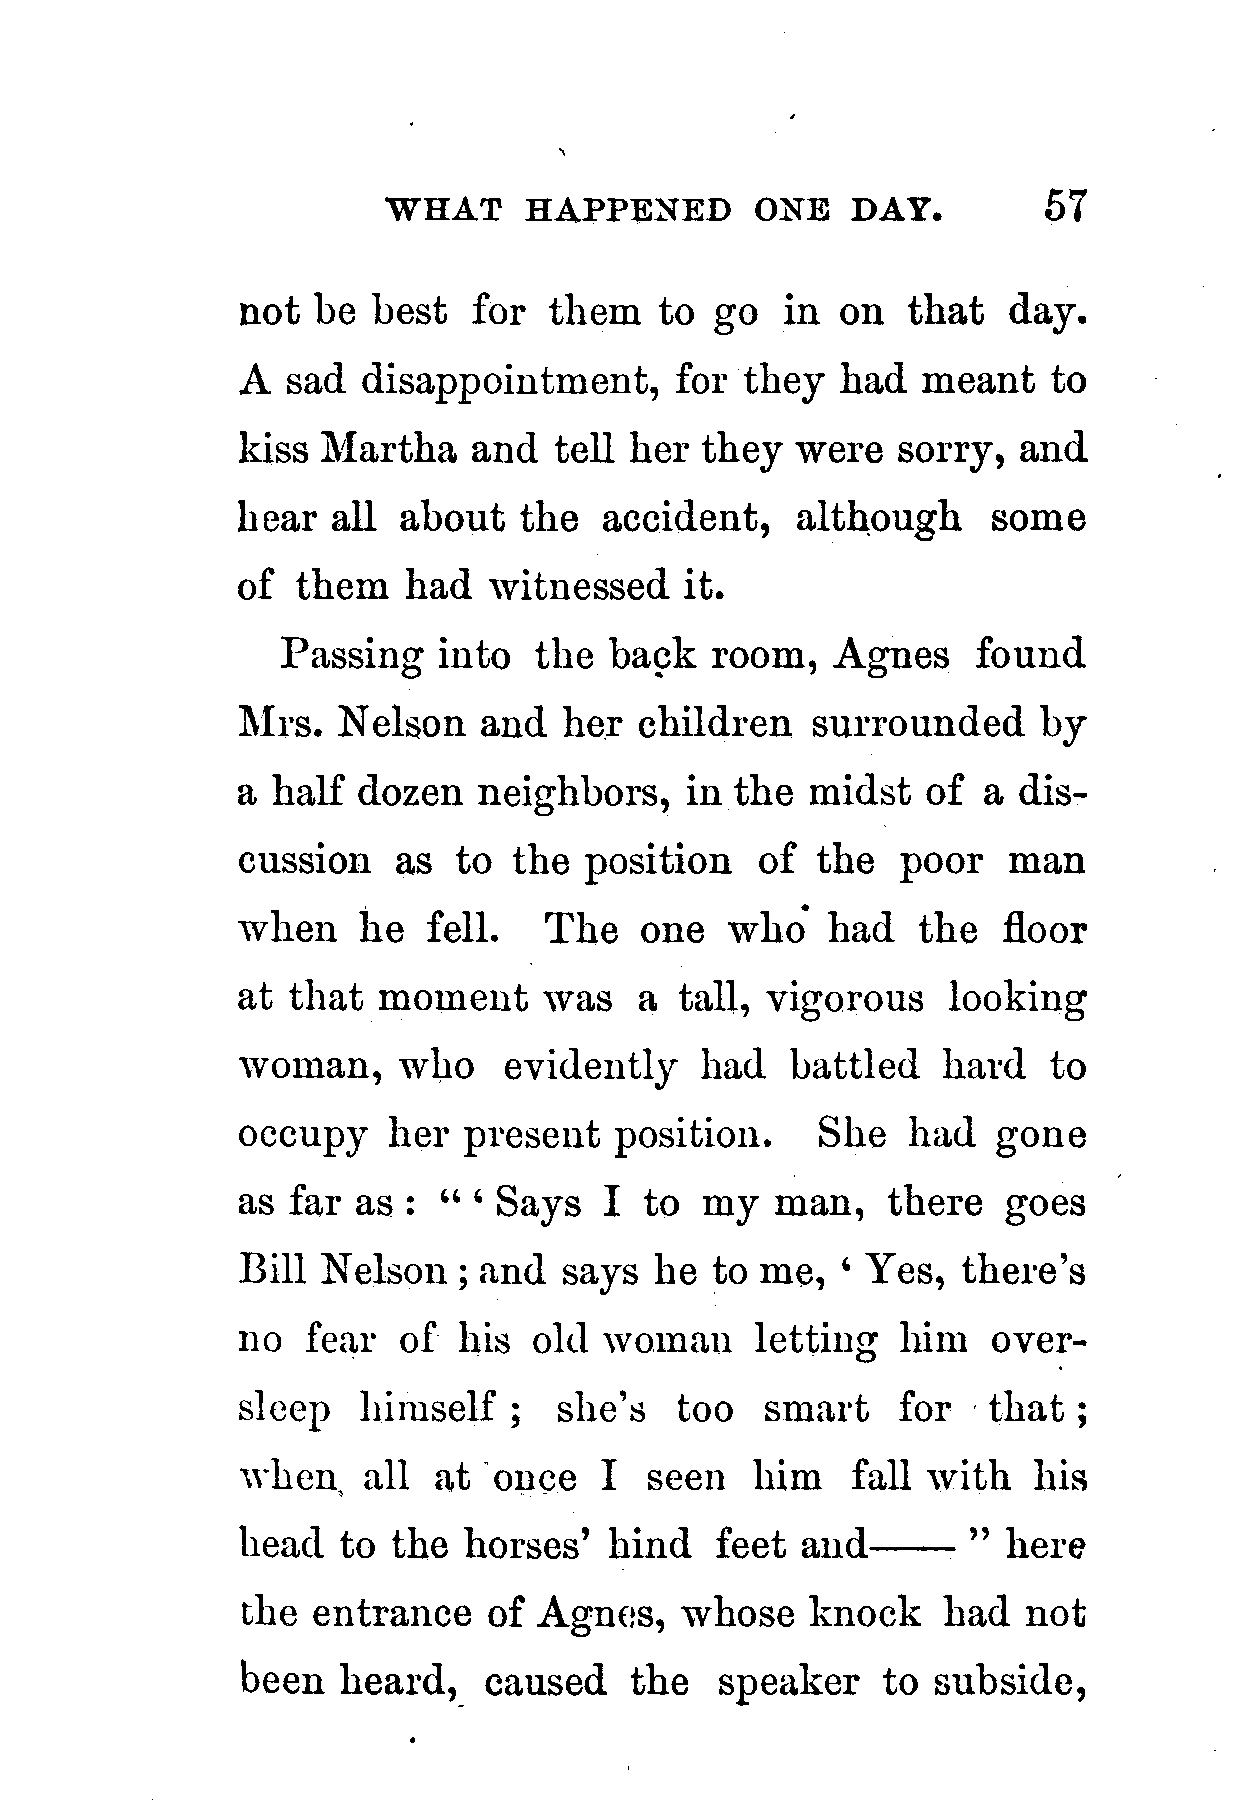 WHAT HAPPENED ONE DAY. 57
not be best for them to go in on that day.
A sad disappointment, for they had meant to
kiss Martha and tell her they were sorry, and
hear all about the accident, although some
of them had witnessed it.
Passing into the back room, Agnes found
Mrs. Nelson and her children surrounded by
a half dozen neighbors, in the midst of a dis-
cussion as to the position of the poor man
when he fell. The one who had the floor
at that moment was a tall, vigorous looking
woman, who evidently had battled hard to
occupy her present position. She had gone
as far as : “ ‘ Says I to my man, there goes
Bill Nelson ; and says he to me, ‘ Yes, there’s
no fear of his old woman letting him over-
sleep himself ; she’s too smart for that ;
when, all at once I seen him fall with his
head to the horses’ hind feet and—— ” here
the entrance of Agnes, whose knock had not
been heard, caused the speaker to subside,